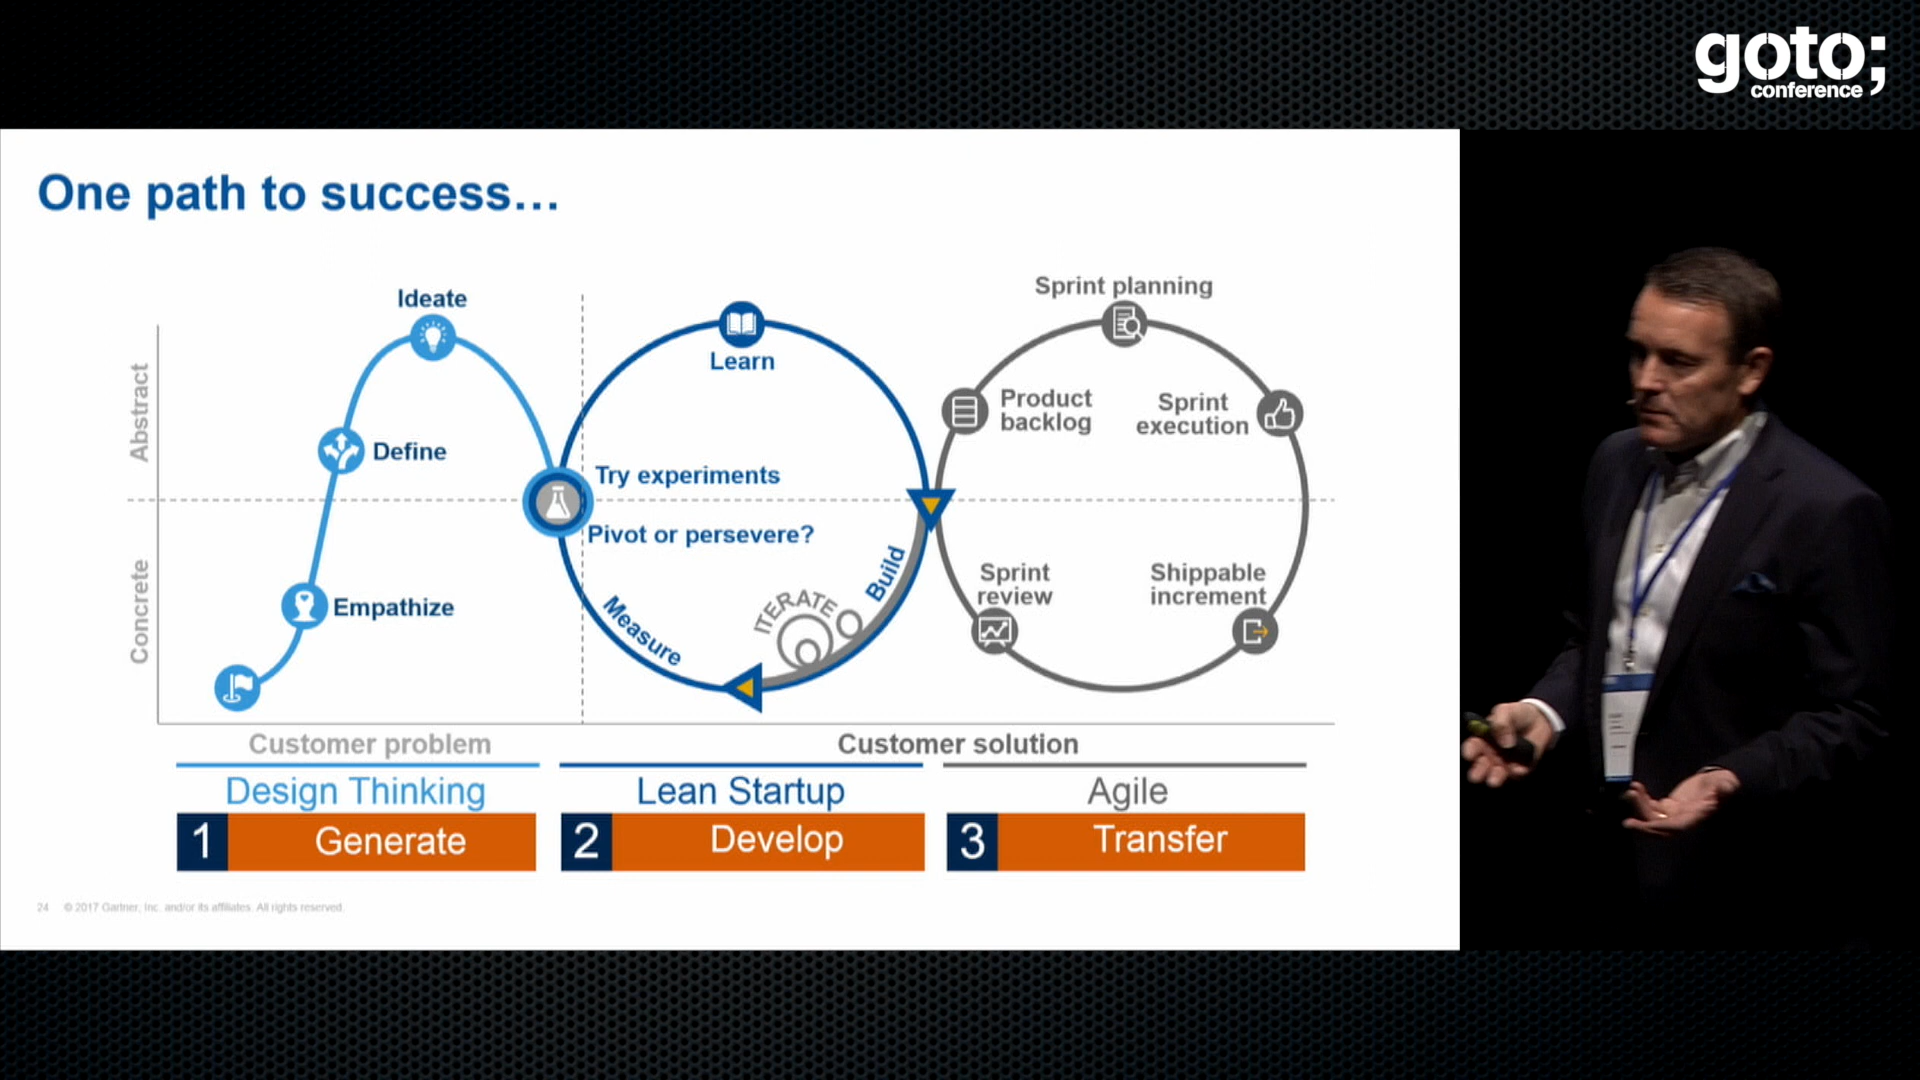 goto;
conference
One path to success...
Ideate
Define
Empathize
Abstract
Concrete
Learn
Try experiments
Pivot or persevere?
Measure
ITERATE
Build
Sprint planning
Product
backlog
Sprint
execution
Sprint
review
Shippable
increment
Customer problem
Customer solution
Design Thinking
Lean Startup
Agile
1 Generate
2 Develop
3 Transfer
24 © 2017 Gartner, Inc. and/or its affiliates. All rights reserved.